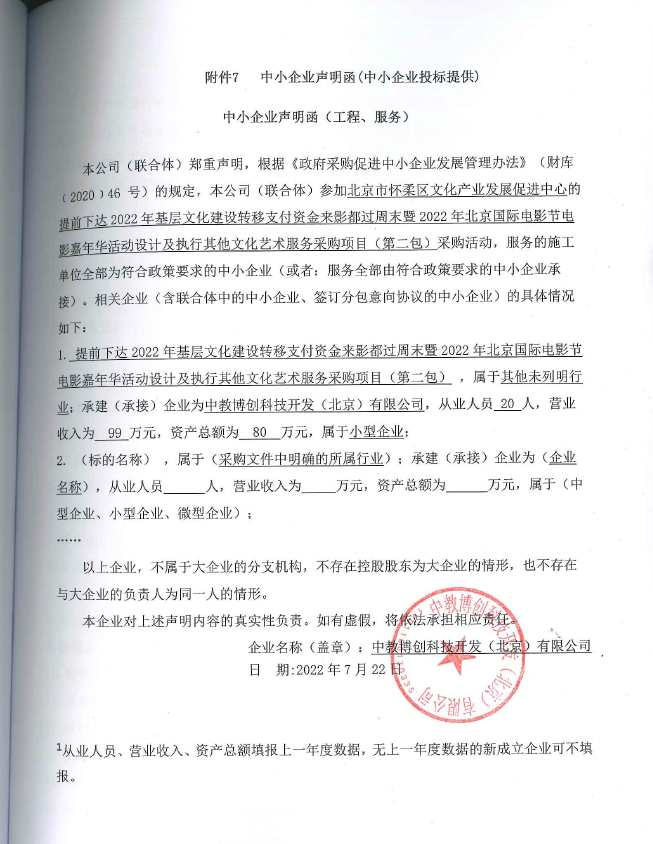 附件7 中小企业声明函(中小企业投标提供)
中小企业声明函（工程、服务）
本公司（联合体）郑重声明，根据《政府采购促进中小企业发展管理办法》（财库
﹝2020﹞46 号）的规定，本公司（联合体）参加北京市怀柔区文化产业发展促进中心的
提前下达 2022 年基层文化建设转移支付资金来影都过周末暨 2022 年北京国际电影节电
影嘉年华活动设计及执行其他文化艺术服务采购项目（第二包）采购活动，服务的施工
单位全部为符合政策要求的中小企业（或者：服务全部由符合政策要求的中小企业承
接）。相关企业（含联合体中的中小企业、签订分包意向协议的中小企业）的具体情况
如下：
1. 提前下达 2022 年基层文化建设转移支付资金来影都过周末暨 2022 年北京国际电影节
电影嘉年华活动设计及执行其他文化艺术服务采购项目（第二包） ，属于其他未列明行
业；承建（承接）企业为中教博创科技开发（北京）有限公司，从业人员 20 人，营业
收入为 99 万元，资产总额为 80 万元，属于小型企业；
2. （标的名称） ，属于（采购文件中明确的所属行业）；承建（承接）企业为（企业
名称），从业人员______人，营业收入为_____万元，资产总额为______万元，属于（中
型企业、小型企业、微型企业）；
……
以上企业，不属于大企业的分支机构，不存在控股股东为大企业的情形，也不存在
与大企业的负责人为同一人的情形。
本企业对上述声明内容的真实性负责。如有虚假，将依法承担相应责任。
企业名称（盖章）：中教博创科技开发（北京）有限公司
日 期:2022 年 7 月 22 日
中教博创科技开发（北京）有限公司
1从业人员、营业收入、资产总额填报上一年度数据，无上一年度数据的新成立企业可不填
报。